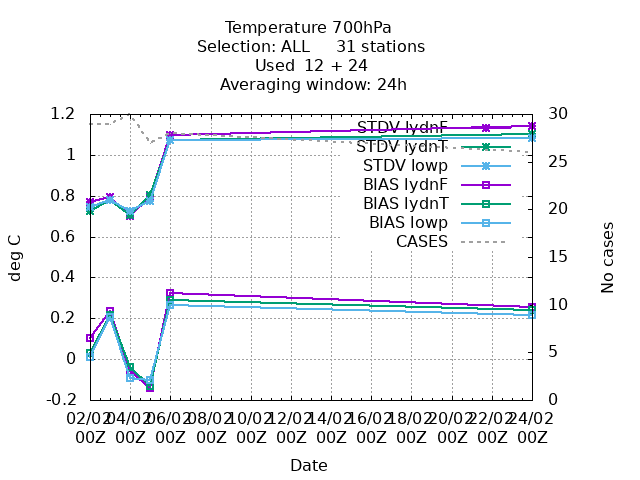 Temperature 700hPa
Selection: ALL     31 stations
Used  12 + 24
Averaging window: 24h
1.2
1
0.8
0.6
0.4
0.2
0
-0.2
30
25
20
15
10
5
0
STDV lydnF
STDV lydnT
STDV lowp
BIAS lydnF
BIAS lydnT
BIAS lowp
CASES
deg C
No cases
02/02 04/02 06/02 08/02 10/02 12/02 14/02 16/02 18/02 20/02 22/02 24/02
00Z 00Z 00Z 00Z 00Z 00Z 00Z 00Z 00Z 00Z 00Z 00Z
Date